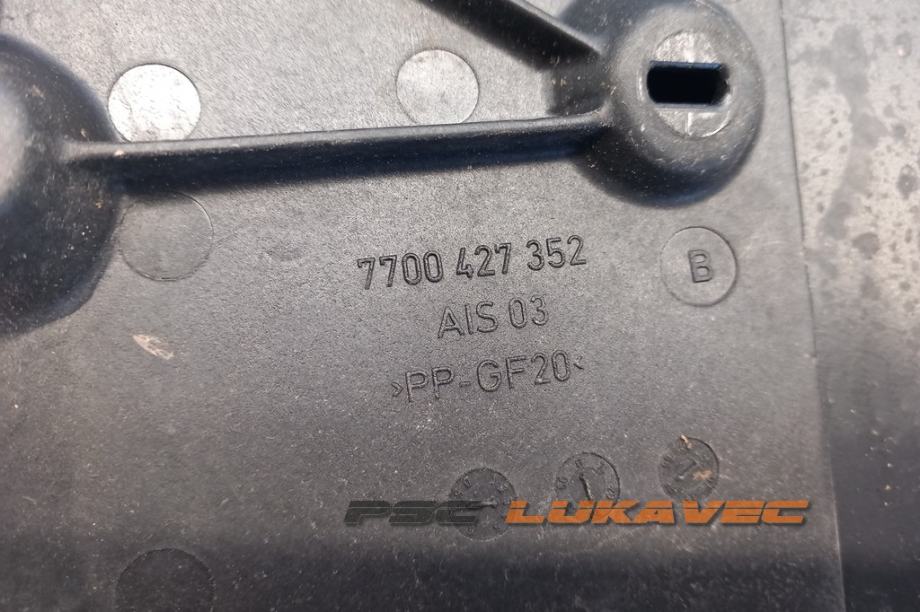 7700 427 352
B
AIS 03
>PP-GF20<
PSC LUKAVEC